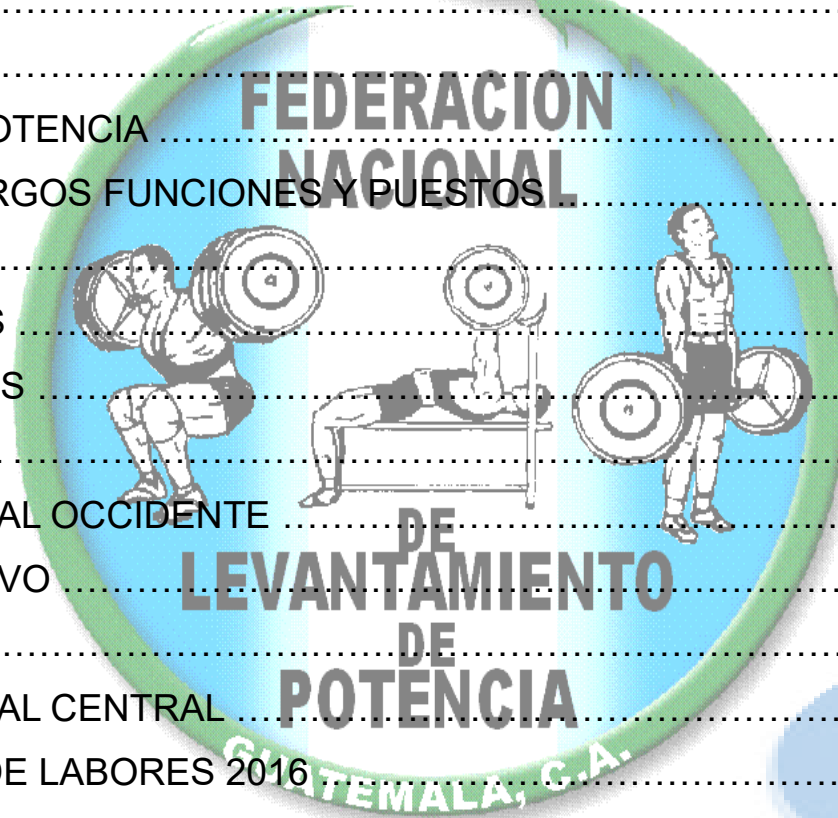 ……………………………………………………
……………………………………………………
FEDERACION
OTENCIA ……………………………………………
NACIONAL
RGOS FUNCIONES Y PUESTOS ……………………
……………………………………………………
S ……………………………………………………
S ……………………………………………………
……………………………………………………
AL OCCIDENTE ……………………………………
DE
VO …………………………………………………
LEVANTAMIENTO
……………………………………………………
DE
AL CENTRAL ………………………………………
POTENCIA
DE LABORES 2016 …………………………………
GUATEMALA, C.A.